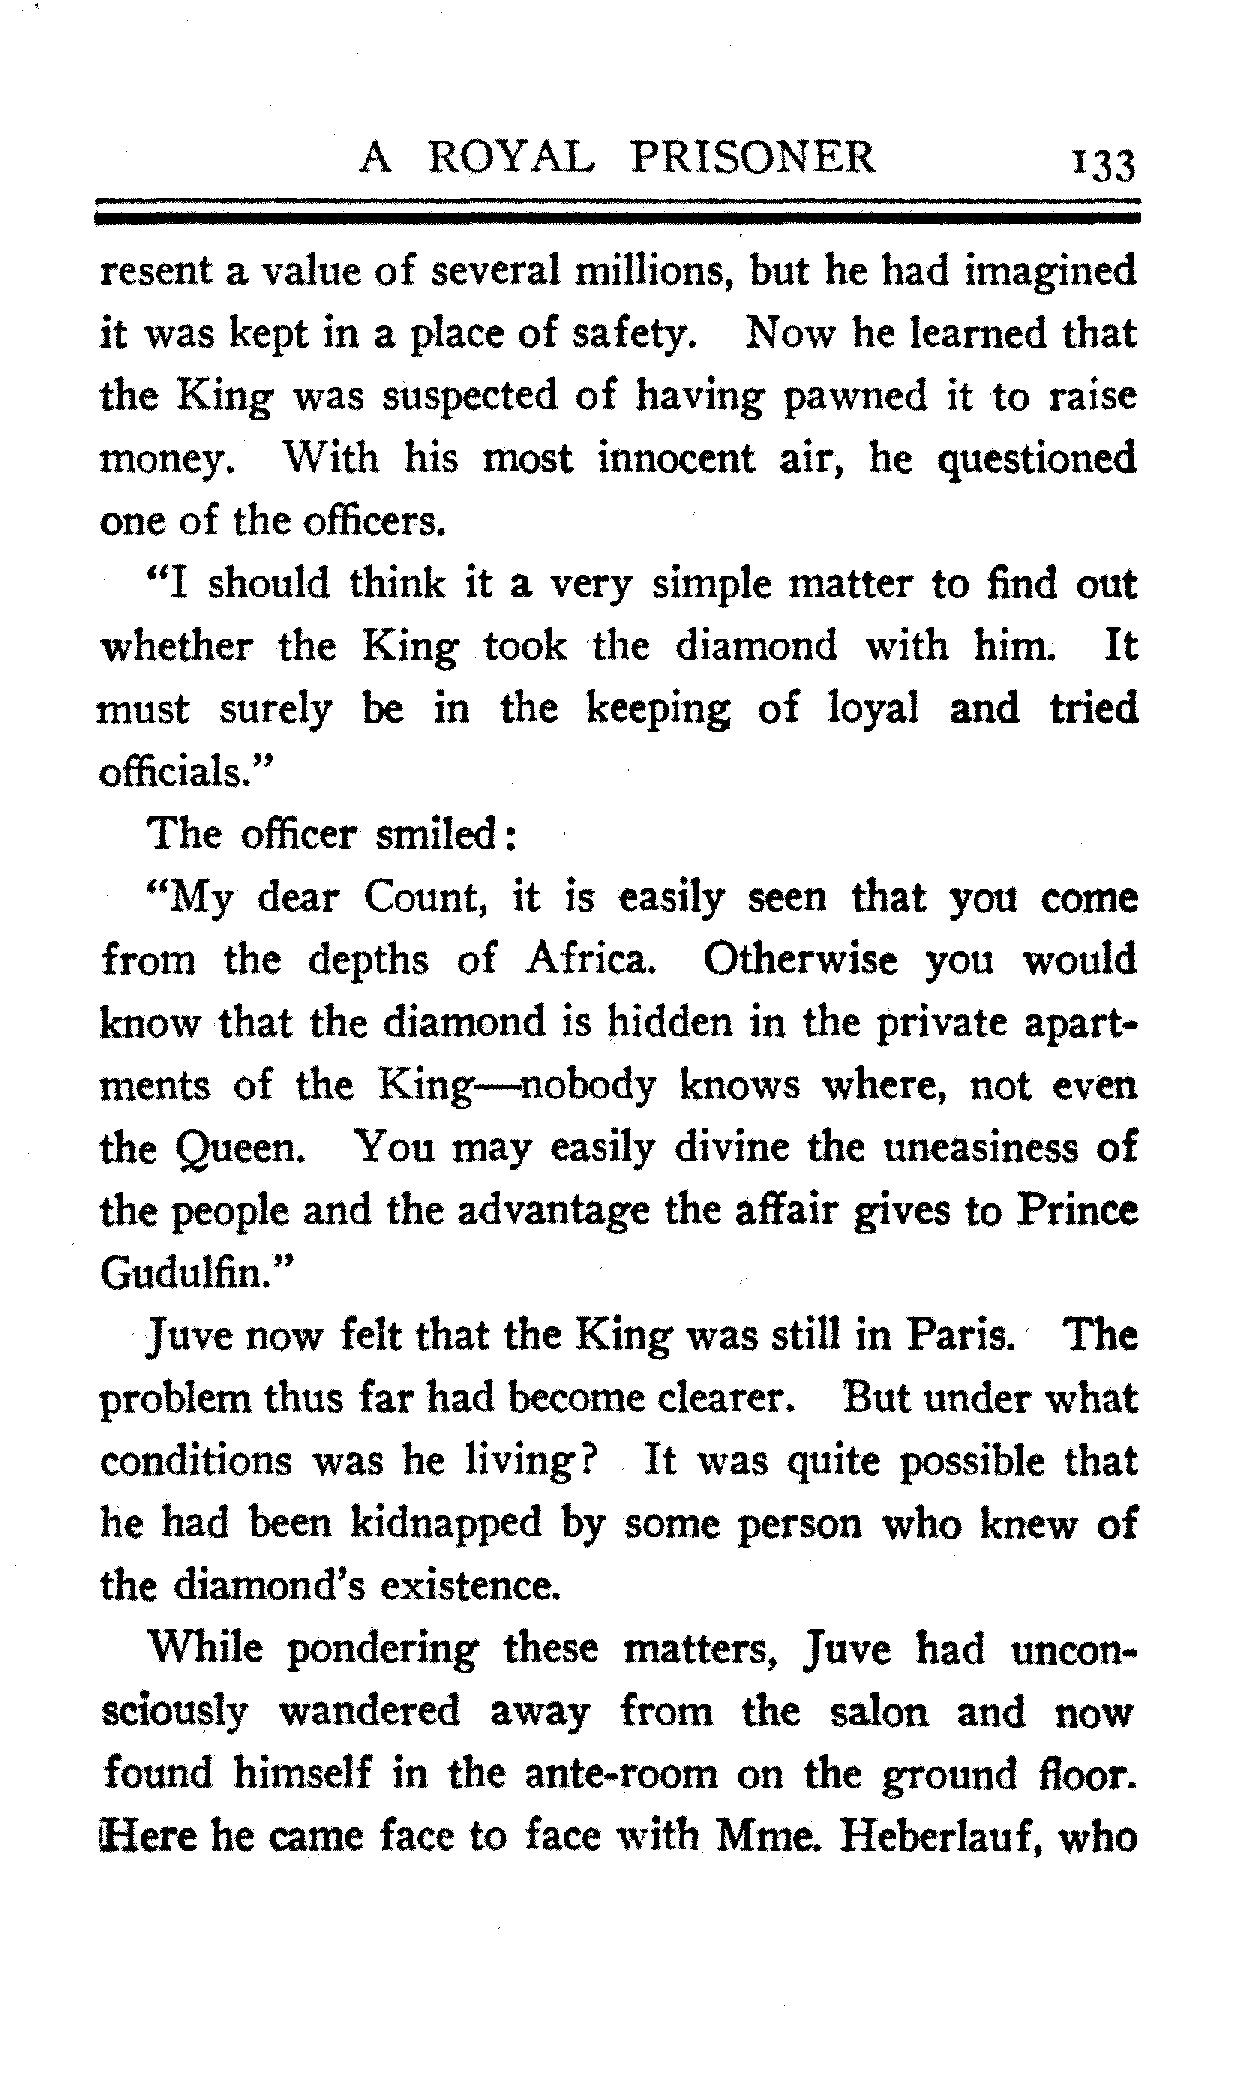 A ROYAL PRISONER 133
resent a value of several millions, but he had imagined
it was kept in a place of safety. Now he learned that
the King was suspected of having pawned it to raise
money. With his most innocent air, he questioned
one of the officers.
“I should think it a very simple matter to find out
whether the King took the diamond with him. It
must surely be in the keeping of loyal and tried
officials.”
The officer smiled:
“My dear Count, it is easily seen that you come
from the depths of Africa. Otherwise you would
know that the diamond is hidden in the private apart-
ments of the King—nobody knows where, not even
the Queen. You may easily divine the uneasiness of
the people and the advantage the affair gives to Prince
Gudulfin.”
Juve now felt that the King was still in Paris. The
problem thus far had become clearer. But under what
conditions was he living? It was quite possible that
he had been kidnapped by some person who knew of
the diamond's existence.
While pondering these matters, Juve had uncon-
sciously wandered away from the salon and now
found himself in the ante-room on the ground floor.
Here he came face to face with Mme. Heberlauf, who